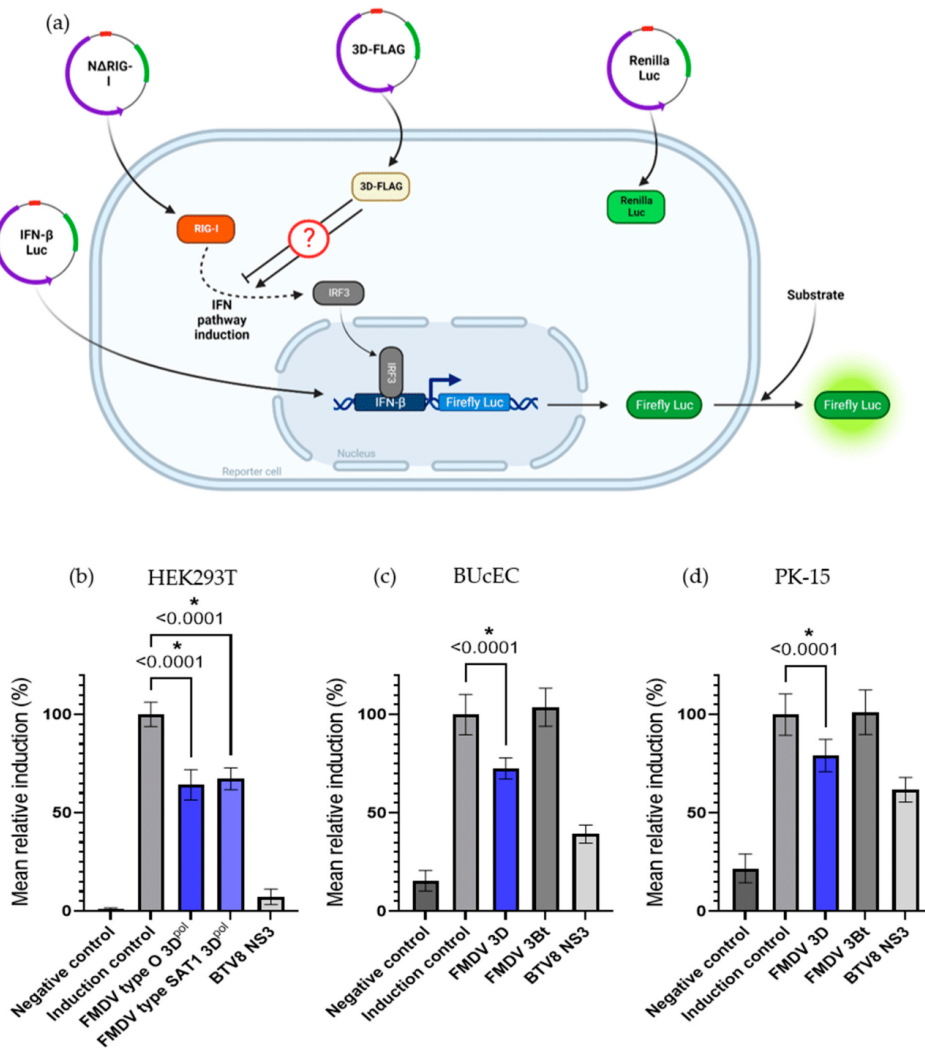 (a)
NΔRIG-
I
3D-FLAG
Renilla
Luc
IFN-β
Luc
3D-FLAG
Renilla
Luc
RIG-I
?
IFN
pathway
induction
IRF3
Substrate
IRF3
IFN-β
Firefly Luc
Firefly Luc
Firefly Luc
Nucleus
Reporter cell
(b) HEK293T
*
<0.0001
*
<0.0001
Mean relative induction (%)
100
50
0
Negative control
Induction control
FMDV type O 3Dpol
FMDV type SAT1 3Dpol
BTV8 NS3
(c) BUcEC
*
<0.0001
Mean relative induction (%)
100
50
0
Negative control
Induction control
FMDV 3D
FMDV 3Bt
BTV8 NS3
(d) PK-15
*
<0.0001
Mean relative induction (%)
100
50
0
Negative control
Induction control
FMDV 3D
FMDV 3Bt
BTV8 NS3